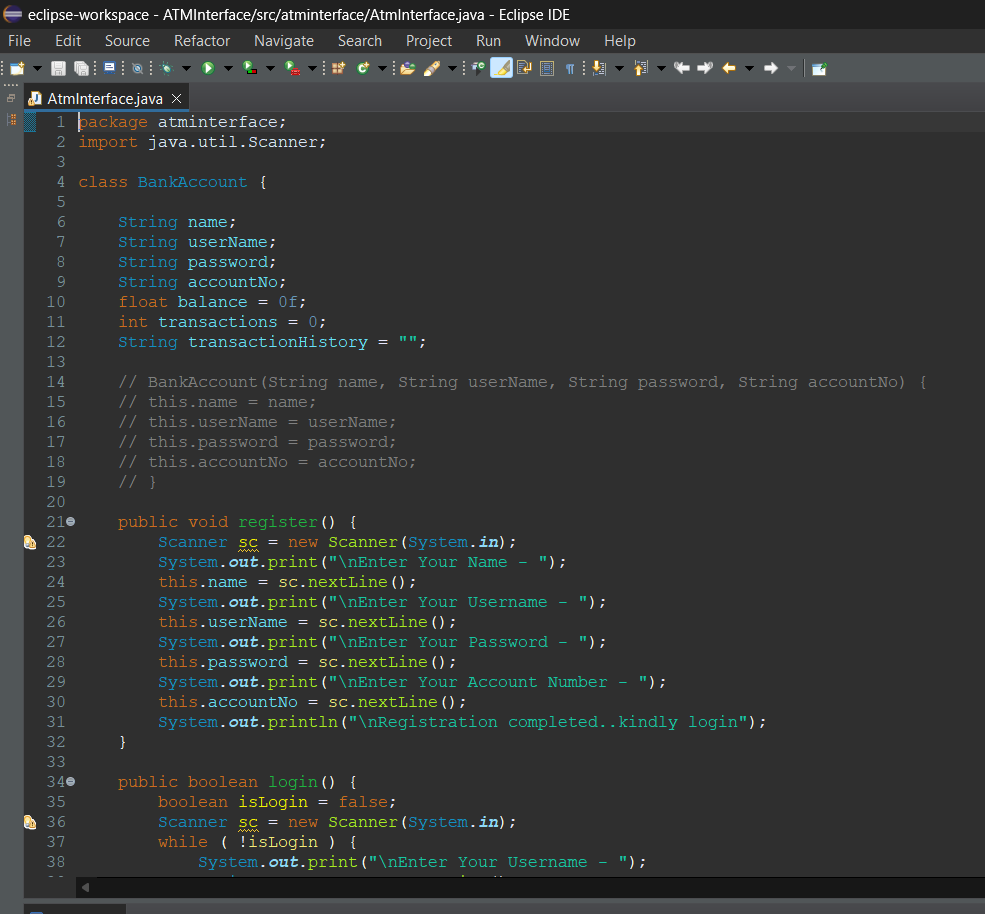 eclipse-workspace - ATMInterface/src/atminterface/AtmInterface.java - Eclipse IDE
File Edit Source Refactor Navigate Search Project Run Window Help
AtmInterface.java
1 package atminterface;
2 import java.util.Scanner;
3
4 class BankAccount {
5
6 String name;
7 String userName;
8 String password;
9 String accountNo;
10 float balance = 0f;
11 int transactions = 0;
12 String transactionHistory = "";
13
14 // BankAccount(String name, String userName, String password, String accountNo) {
15 // this.name = name;
16 // this.userName = userName;
17 // this.password = password;
18 // this.accountNo = accountNo;
19 // }
20
21 public void register() {
22 Scanner sc = new Scanner(System.in);
23 System.out.print("\nEnter Your Name - ");
24 this.name = sc.nextLine();
25 System.out.print("\nEnter Your Username - ");
26 this.userName = sc.nextLine();
27 System.out.print("\nEnter Your Password - ");
28 this.password = sc.nextLine();
29 System.out.print("\nEnter Your Account Number - ");
30 this.accountNo = sc.nextLine();
31 System.out.println("\nRegistration completed..kindly login");
32 }
33
34 public boolean login() {
35 boolean isLogin = false;
36 Scanner sc = new Scanner(System.in);
37 while ( !isLogin ) {
38 System.out.print("\nEnter Your Username - ");